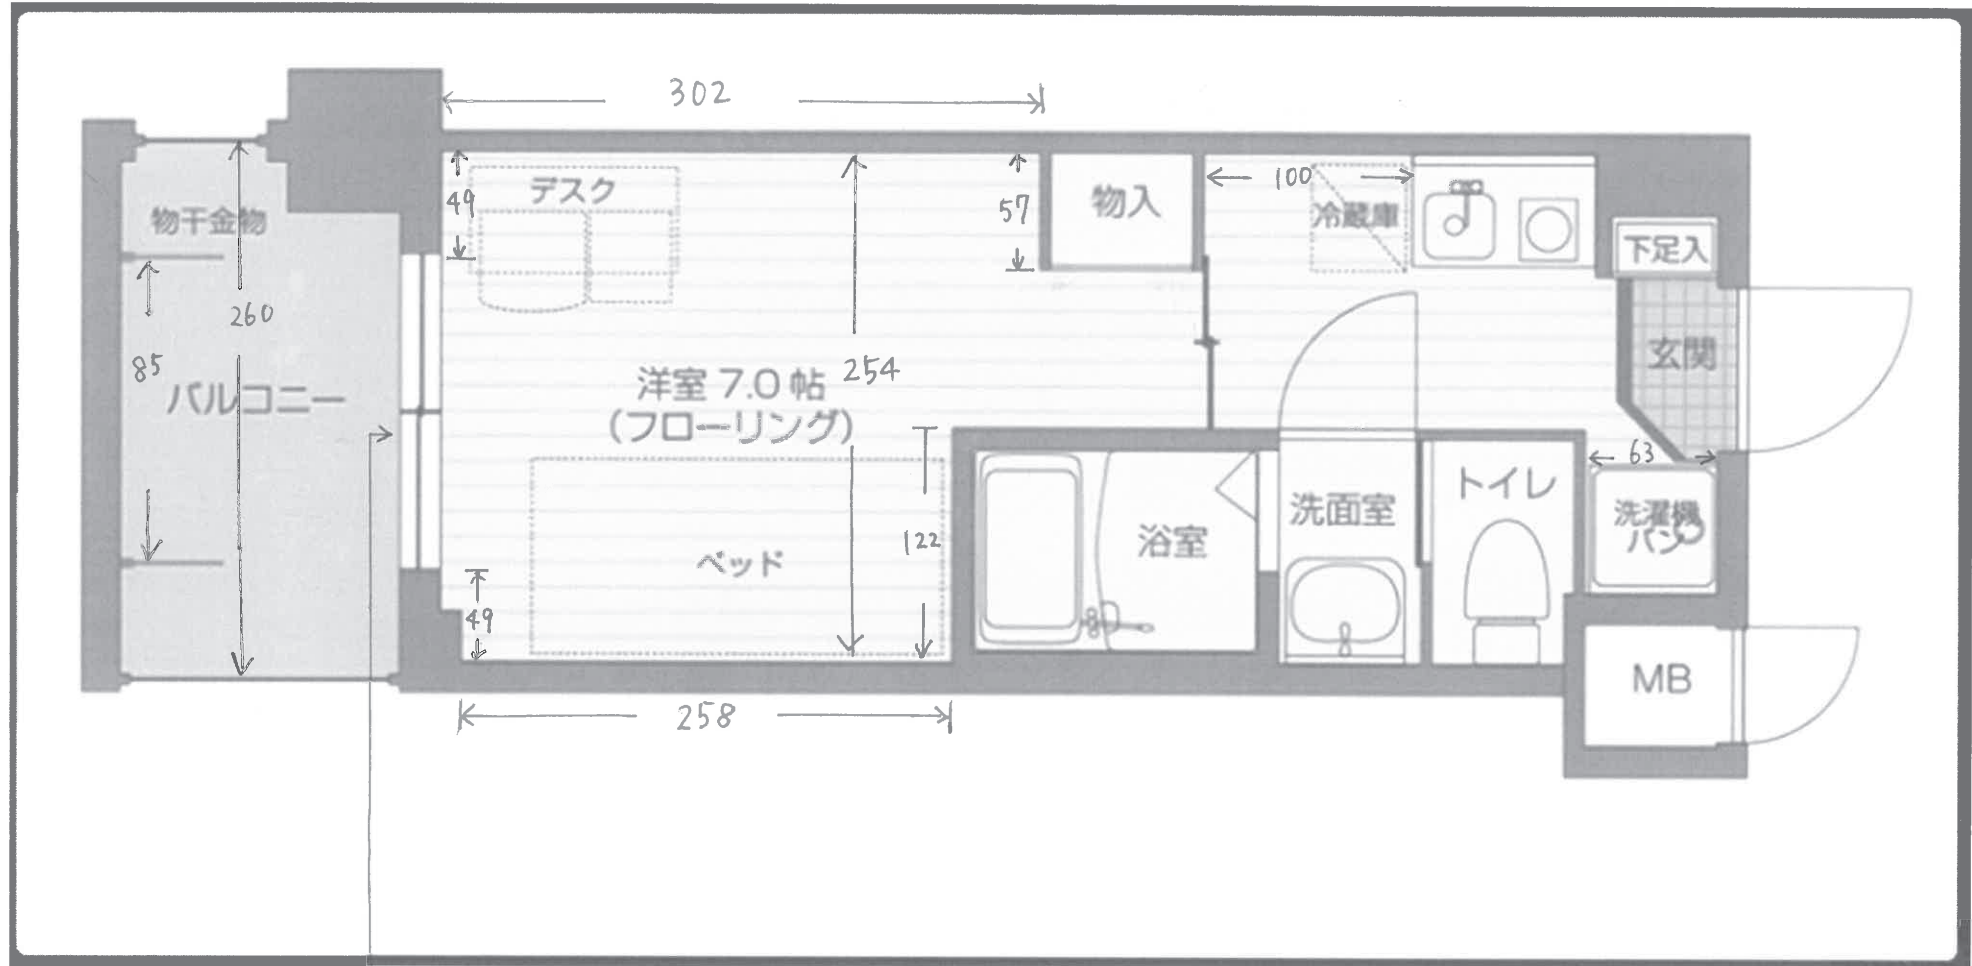 302
49
デスク
57
物入
100
冷蔵庫
下足入
物干金物
260
85
バルコニー
洋室 7.0 帖
(フローリング)
254
玄関
63
122
ベッド
浴室
洗面室
トイレ
洗濯機
パン
49
258
MB